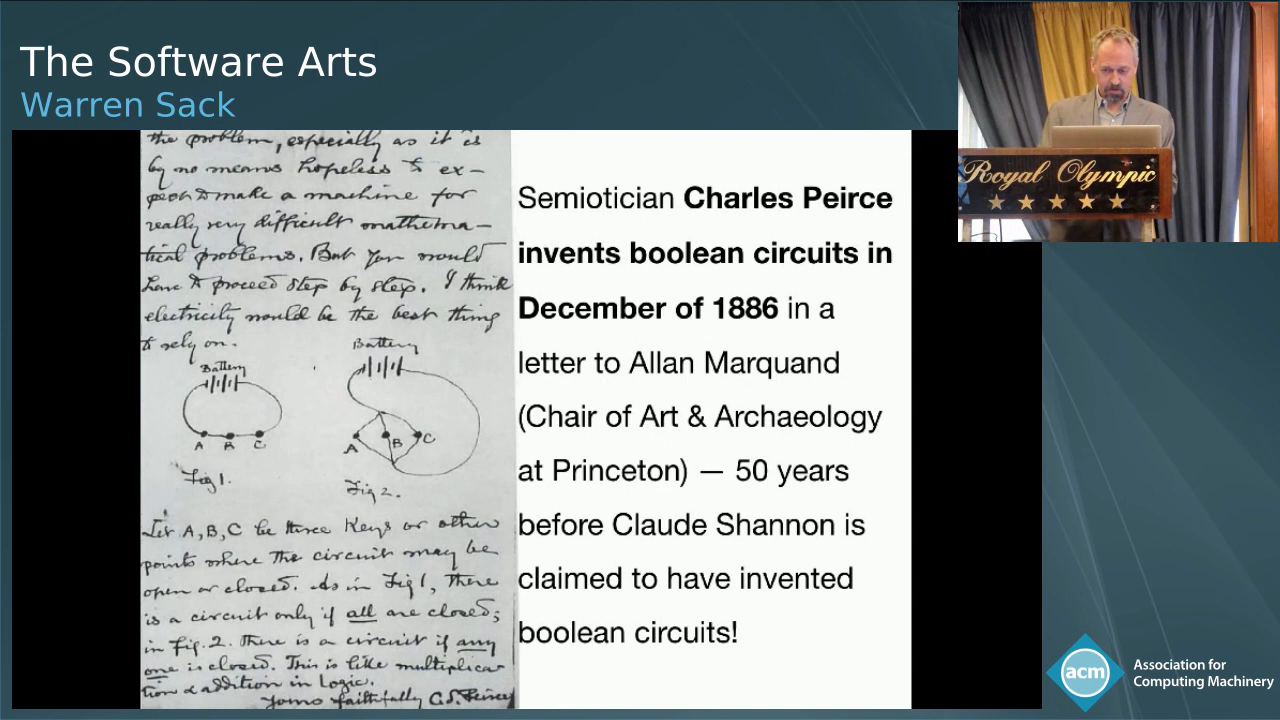 The Software Arts
Warren Sack
the problem, especially as it is
by no means hopeless to ex-
pect to make a machine for
really very difficult mathema-
tical problems. But you would
have to proceed step by step. I think
electricity would be the best thing
to rely on.
Battery
Battery
A B C
A B C
Fig 1.
Fig 2.
Let A, B, C be three keys or other
points where the circuit may be
open or closed. As in Fig 1, there
is a circuit only if all are closed;
in Fig. 2. there is a circuit if any
one is closed. This is like multiplica-
tion & addition in Logic.
Yours faithfully C.S. Peirce
Semiotician Charles Peirce
invents boolean circuits in
December of 1886 in a
letter to Allan Marquand
(Chair of Art & Archaeology
at Princeton) — 50 years
before Claude Shannon is
claimed to have invented
boolean circuits!
Royal Olympic
acm
Association for
Computing Machinery